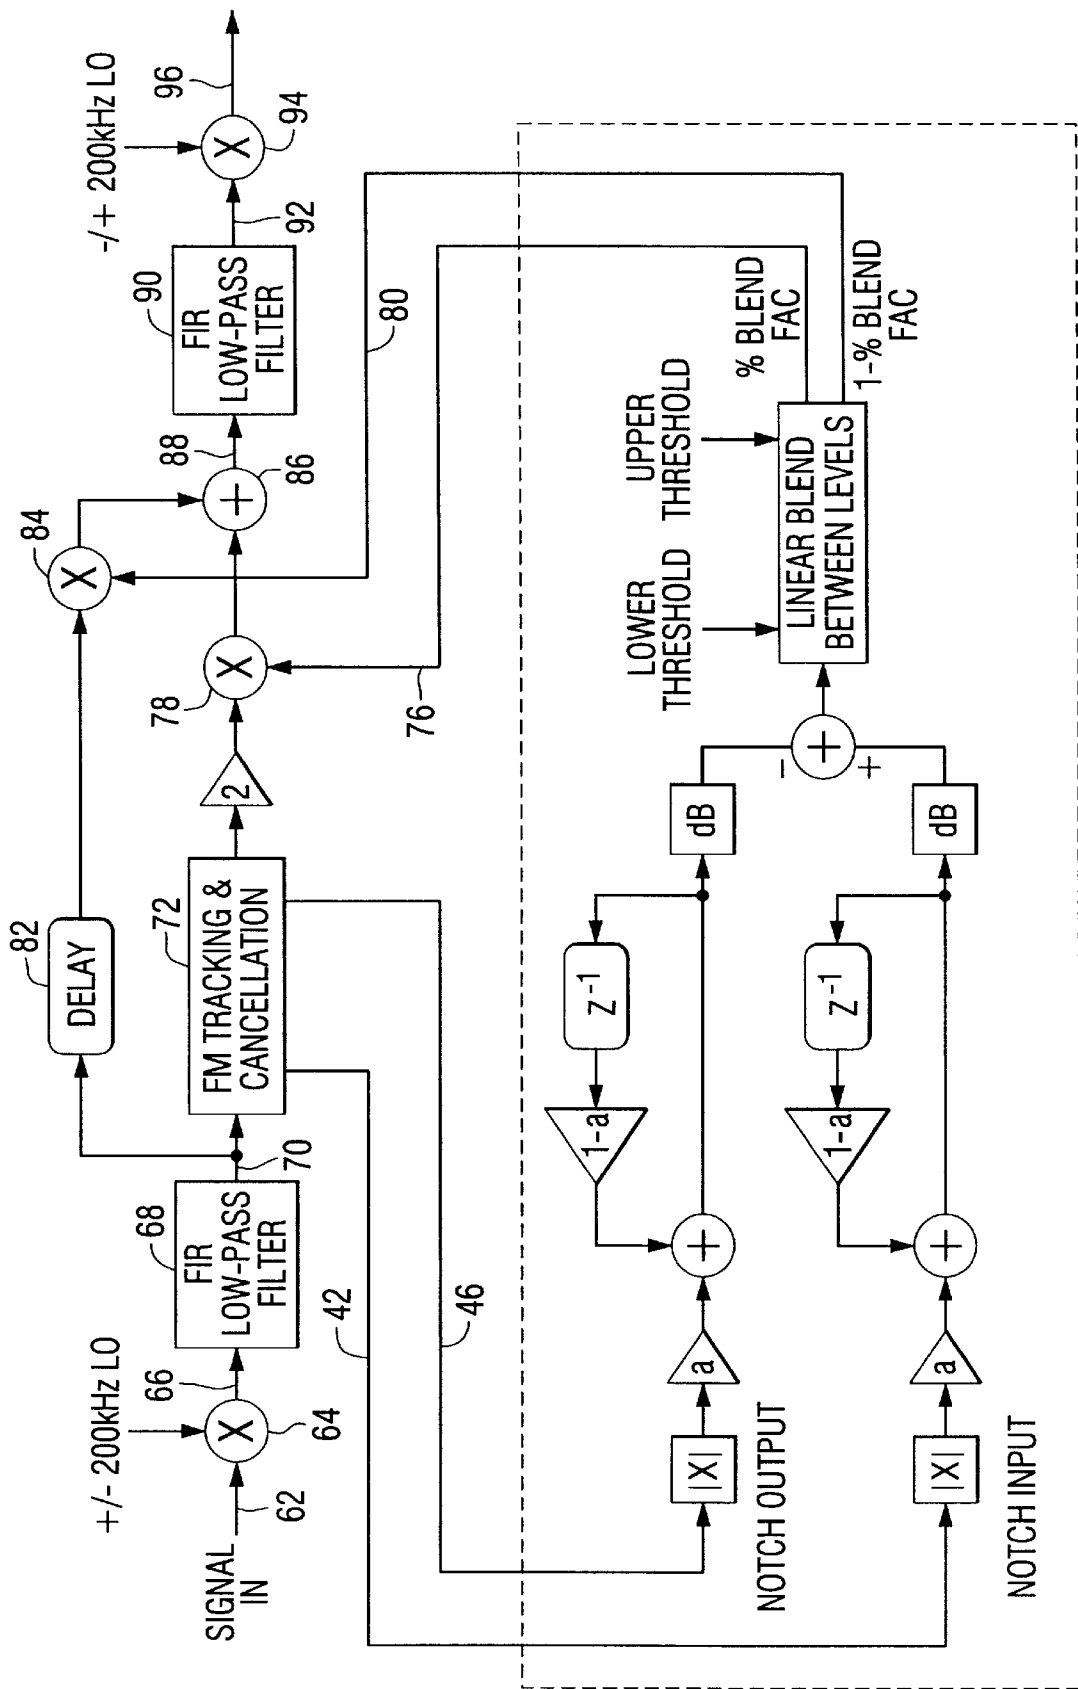 +/- 200kHz LO
SIGNAL
IN
62
64
66
68
FIR
LOW-PASS
FILTER
70
72
FM TRACKING &
CANCELLATION
82
DELAY
2
78
X
76
84
X
86
+
88
90
FIR
LOW-PASS
FILTER
92
-/+ 200kHz LO
X
94
96
80
X
42
46
NOTCH OUTPUT
|X|
a
+
1-a
Z⁻¹
dB
NOTCH INPUT
|X|
a
+
1-a
Z⁻¹
dB
-
+
+
LOWER
THRESHOLD
UPPER
THRESHOLD
LINEAR BLEND
BETWEEN LEVELS
% BLEND
FAC
1-% BLEND
FAC